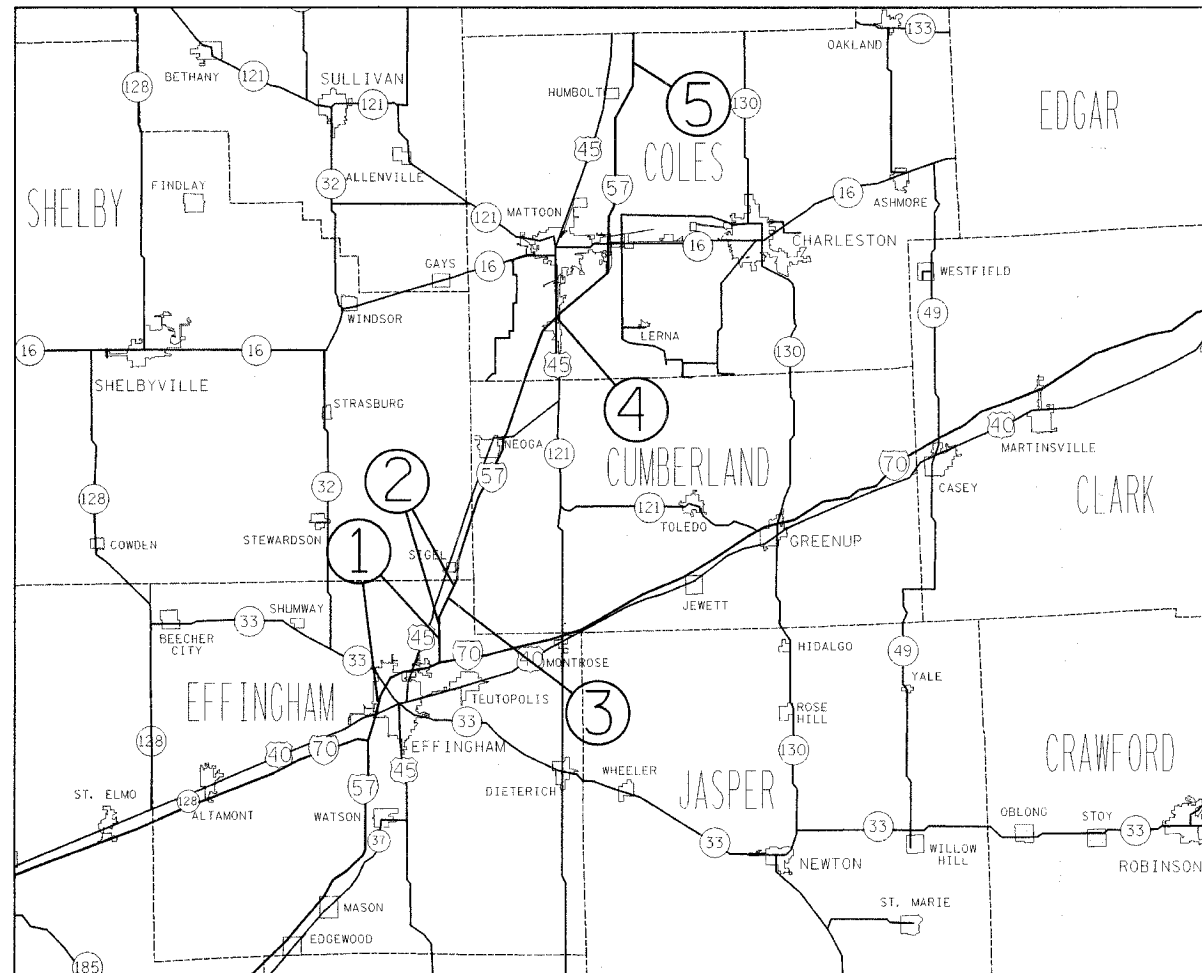 OAKLAND
133
BETHANY
121
SULLIVAN
121
128
HUMBOLT
5
130
EDGAR
45
COLES
SHELBY
FINDLAY
32
ALLENVILLE
57
16
ASHMORE
121
MATTOON
16
CHARLESTON
GAYS
16
WESTFIELD
WINDSOR
49
LERNA
16
16
45
130
SHELBYVILLE
4
STRASBURG
40
MARTINSVILLE
NEOGA
121
CUMBERLAND
70
57
2
CASEY
CLARK
128
32
121
TOLEDO
COWDEN
STEWARDSON
1
SIGEL
GREENUP
JEWETT
BEECHER
CITY
33
SHUMWAY
45
33
70
40
MONTROSE
HIDALGO
49
YALE
EFFINGHAM
TEUTOPOLIS
3
ROSE
HILL
33
EFFINGHAM
128
40
70
130
CRAWFORD
45
57
ST. ELMO
128
ALTAMONT
DIETERICH
WHEELER
JASPER
WATSON
37
33
33
OBLONG
STOY
33
NEWTON
WILLOW
HILL
ROBINSON
MASON
ST. MARIE
EDGEWOOD
185